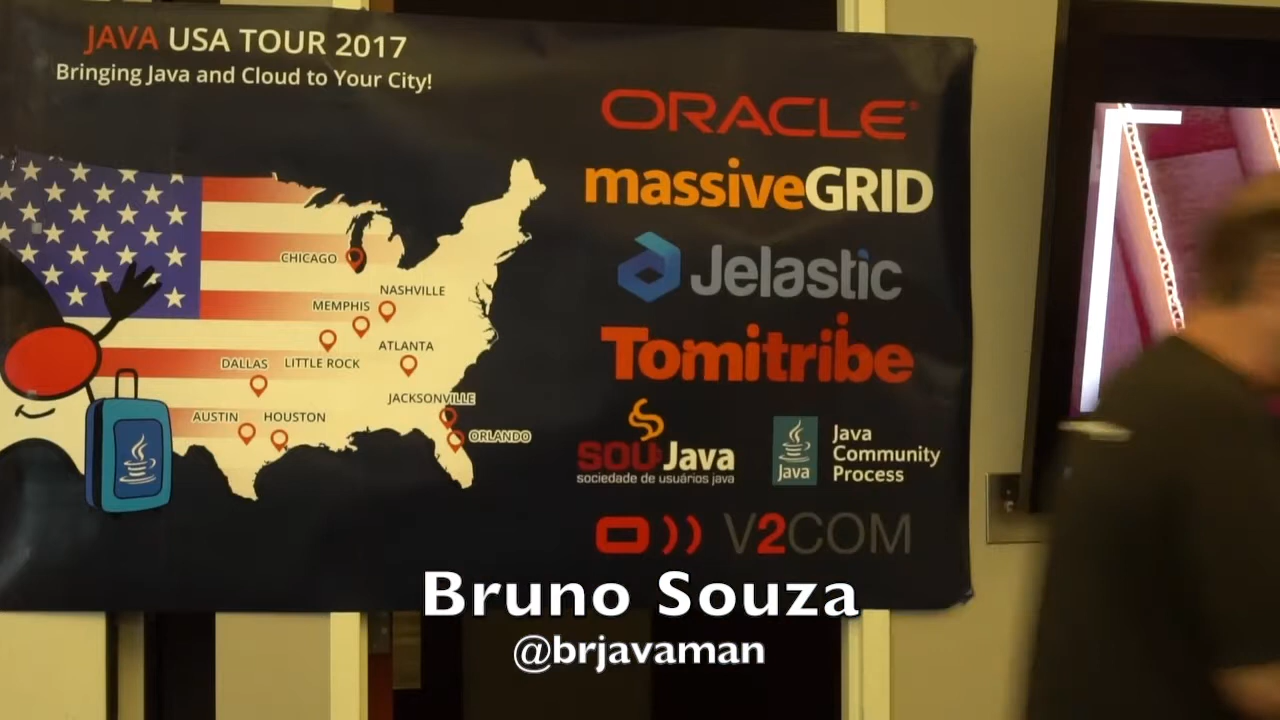 JAVA USA TOUR 2017
Bringing Java and Cloud to Your City!
CHICAGO
NASHVILLE
MEMPHIS
ATLANTA
DALLAS
LITTLE ROCK
JACKSONVILLE
AUSTIN
HOUSTON
ORLANDO
ORACLE®
massiveGRID
Jelastic
Tomitribe
SOUJava
sociedade de usuários java
Java
Java
Community
Process
V2COM
Bruno Souza
@brjavaman